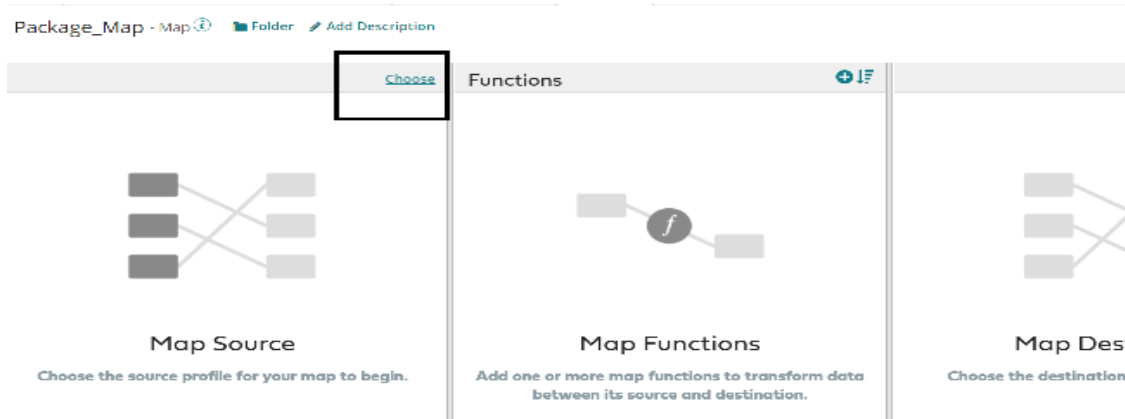 Package_Map - Map Folder Add Description
Choose
Functions
Map Source
Choose the source profile for your map to begin.
f
Map Functions
Add one or more map functions to transform data
between its source and destination.
Map Des
Choose the destination